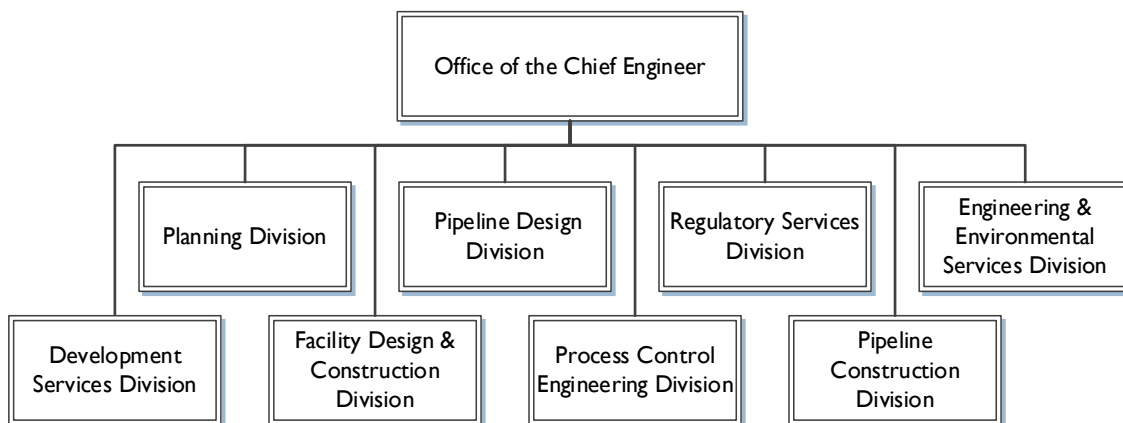 Office of the Chief Engineer
Planning Division
Pipeline Design
Division
Regulatory Services
Division
Engineering &
Environmental
Services Division
Development
Services Division
Facility Design &
Construction
Division
Process Control
Engineering Division
Pipeline
Construction
Division